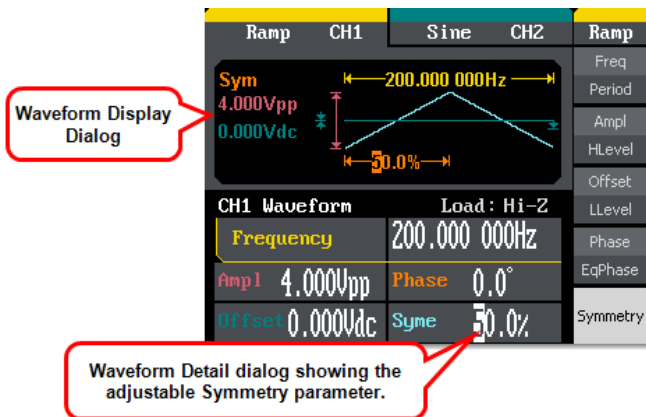 Ramp CH1 Sine CH2 Ramp
Freq
Period
Sym 200.000 000Hz
4.000Vpp
0.000Vdc
Waveform Display
Dialog
Ampl
HLevel
50.0%
Offset
LLevel
CH1 Waveform Load: Hi-Z
Frequency 200.000 000Hz
Phase
EqPhase
Ampl 4.000Vpp Phase 0.0°
Offset 0.000Vdc Syme 50.0%
Symmetry
Waveform Detail dialog showing the
adjustable Symmetry parameter.